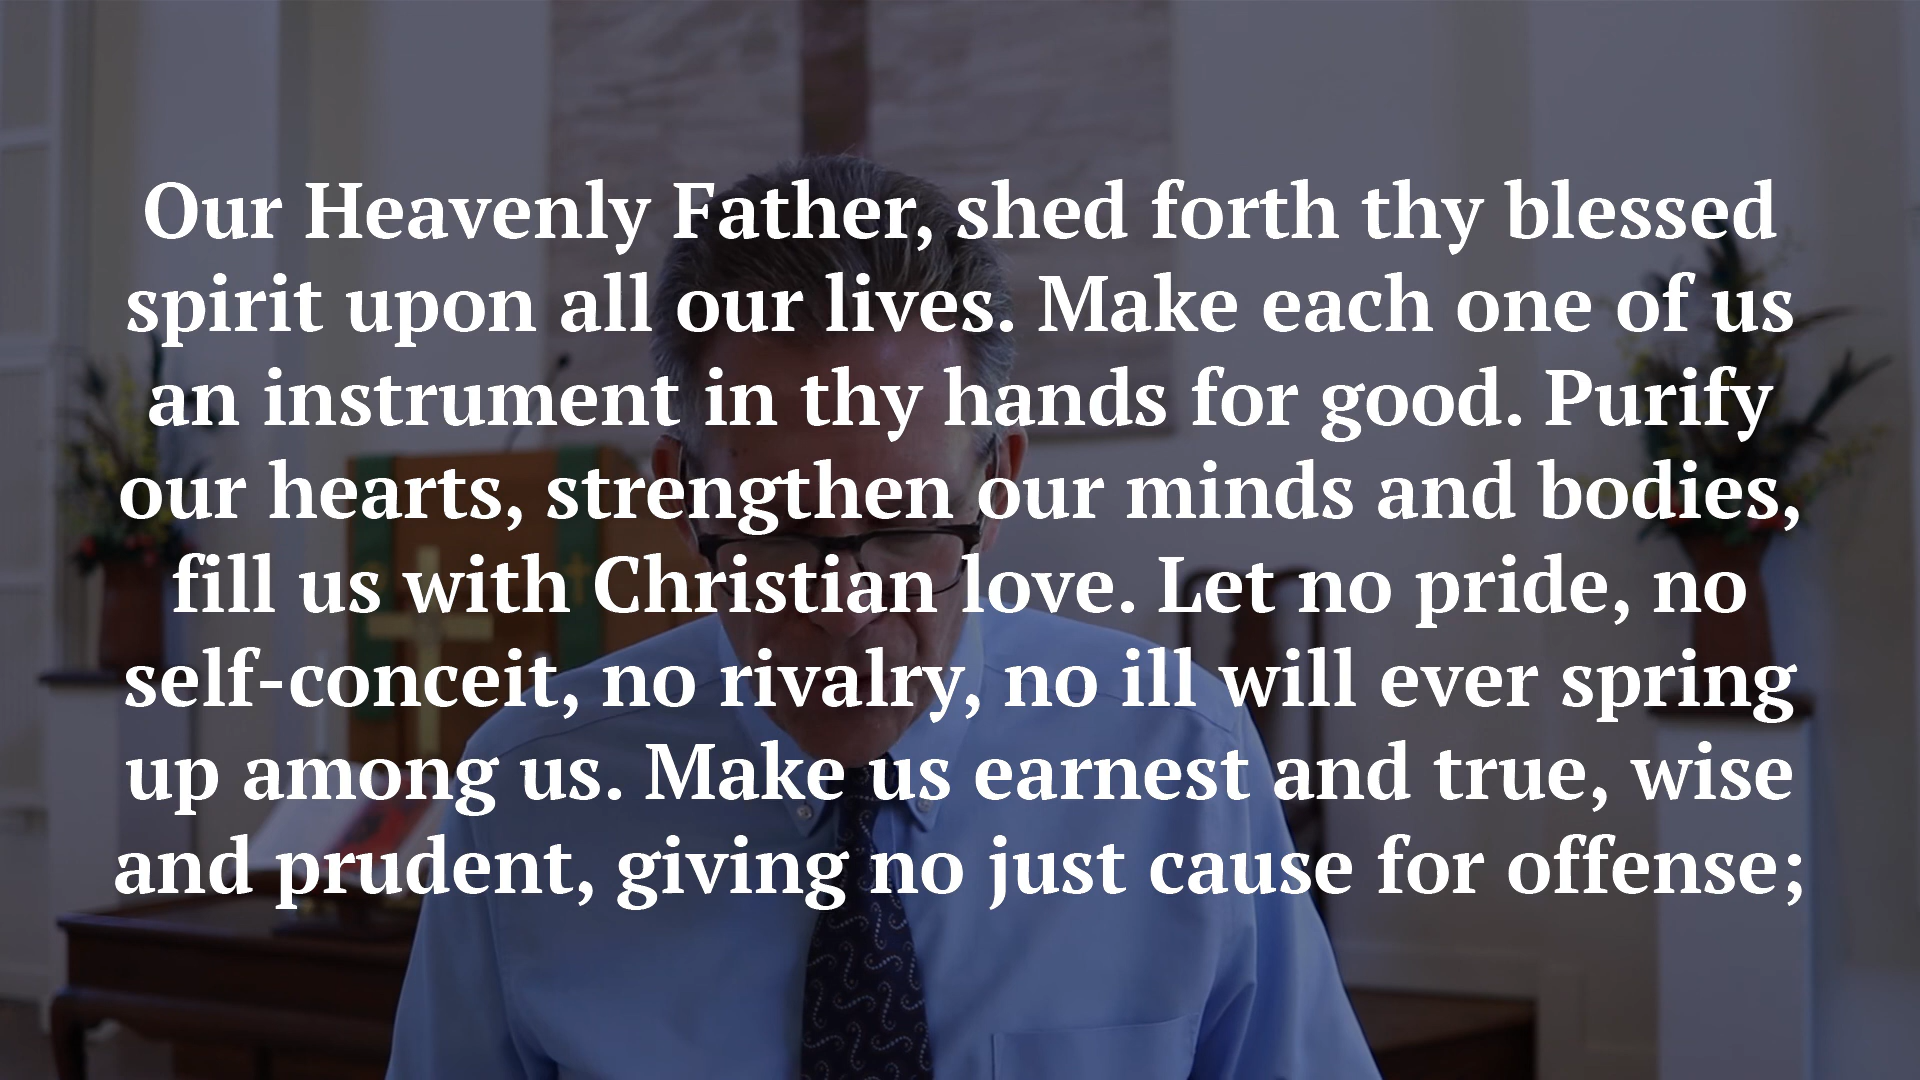 Our Heavenly Father, shed forth thy blessed
spirit upon all our lives. Make each one of us
an instrument in thy hands for good. Purify
our hearts, strengthen our minds and bodies,
fill us with Christian love. Let no pride, no
self-conceit, no rivalry, no ill will ever spring
up among us. Make us earnest and true, wise
and prudent, giving no just cause for offense;